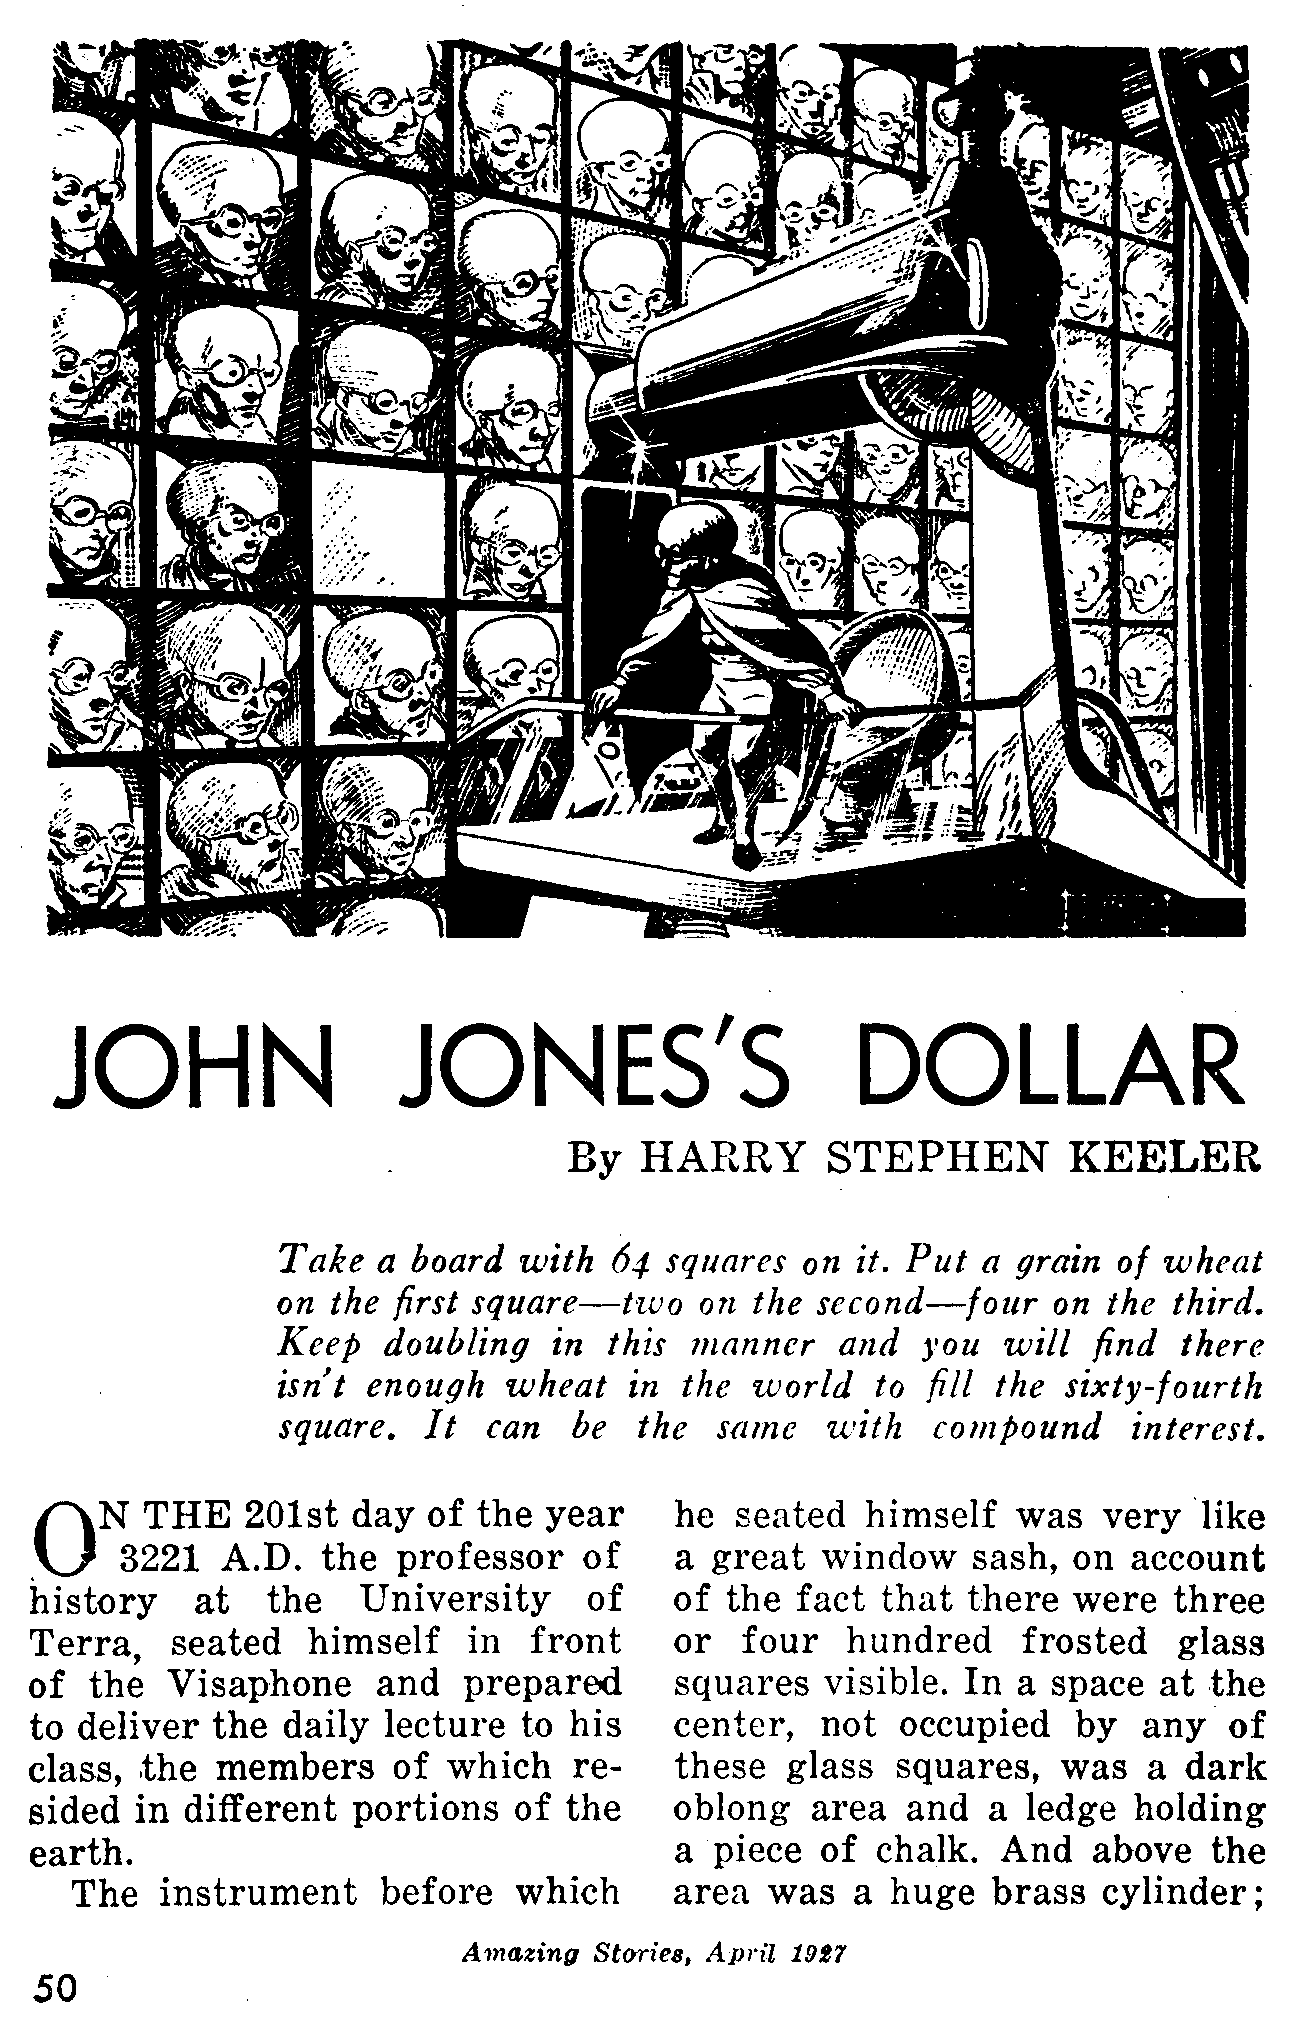 JOHN JONES'S DOLLAR
By HARRY STEPHEN KEELER
Take a board with 64 squares on it. Put a grain of wheat
on the first square—two on the second—four on the third.
Keep doubling in this manner and you will find there
isn't enough wheat in the world to fill the sixty-fourth
square. It can be the same with compound interest.
ON THE 201st day of the year
3221 A.D. the professor of
history at the University of
Terra, seated himself in front
of the Visaphone and prepared
to deliver the daily lecture to his
class, the members of which re-
sided in different portions of the
earth.
The instrument before which
he seated himself was very like
a great window sash, on account
of the fact that there were three
or four hundred frosted glass
squares visible. In a space at the
center, not occupied by any of
these glass squares, was a dark
oblong area and a ledge holding
a piece of chalk. And above the
area was a huge brass cylinder;
Amazing Stories, April 1927
50